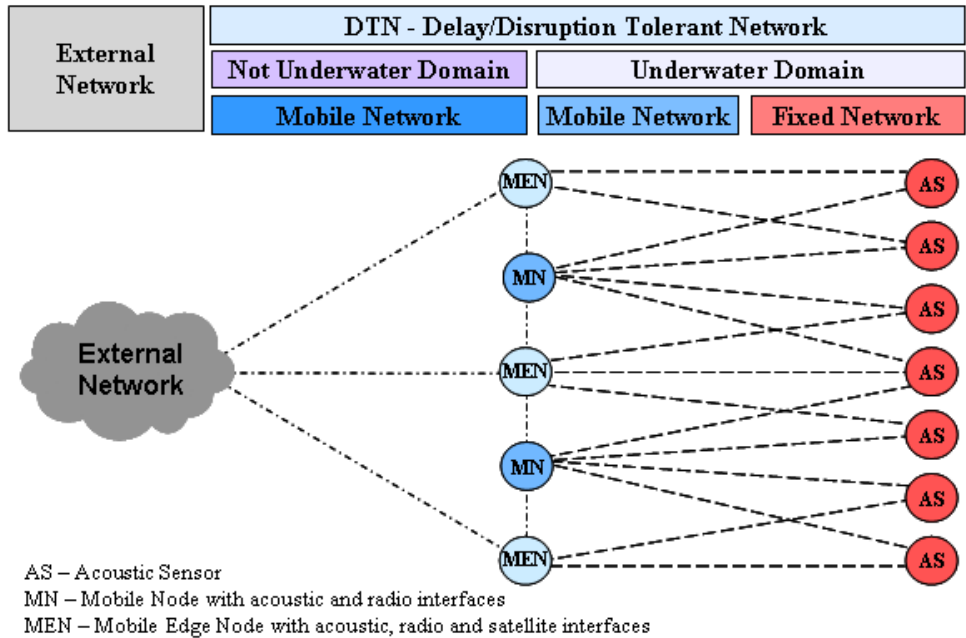 External
Network
DTN - Delay/Disruption Tolerant Network
Not Underwater Domain
Underwater Domain
Mobile Network
Mobile Network
Fixed Network
MEN
AS
AS
MN
AS
External
Network
MEN
AS
AS
MN
AS
MEN
AS
AS – Acoustic Sensor
MN – Mobile Node with acoustic and radio interfaces
MEN – Mobile Edge Node with acoustic, radio and satellite interfaces